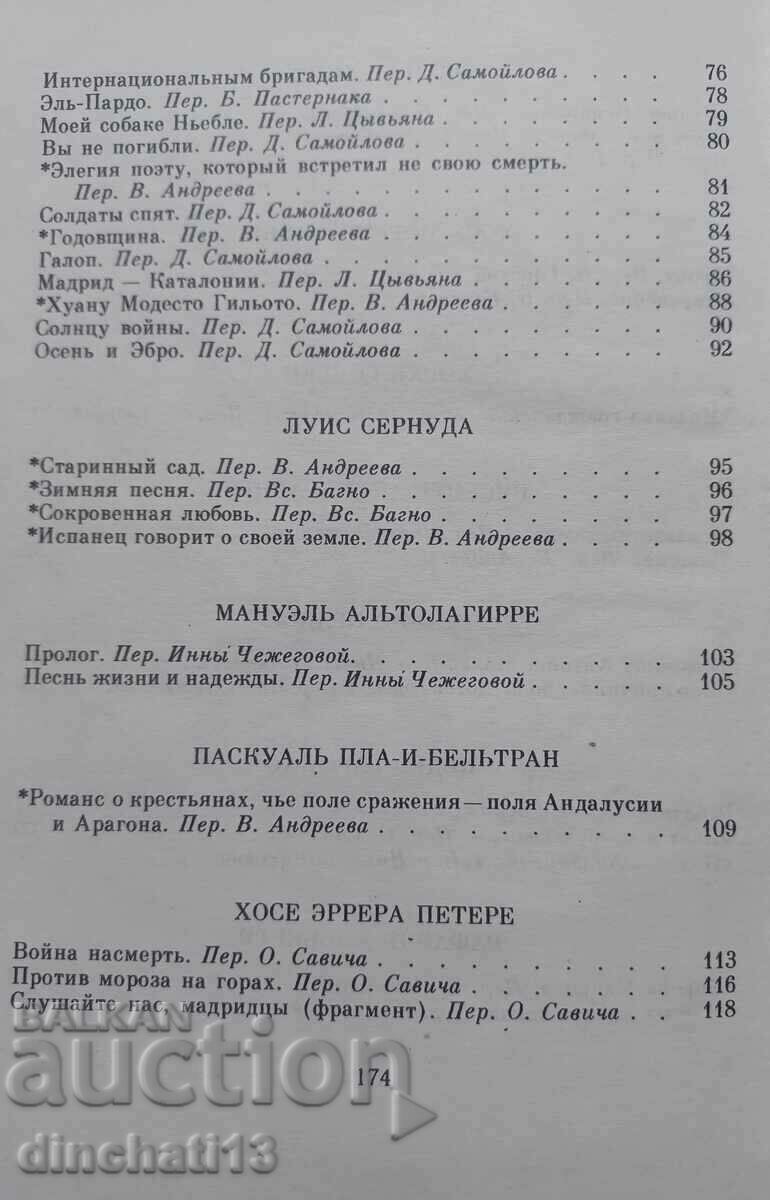 Интернациональным бригадам. Пер. Д. Самойлова . . . . 76
Эль-Пардо. Пер. Б. Пастернака . . . . . . . . . . 78
Моей собаке Ньебле. Пер. Л. Цывьяна . . . . . . . . 79
Вы не погибли. Пер. Д. Самойлова . . . . . . . . . 80
*Элегия поэту, который встретил не свою смерть.
Пер. В. Андреева . . . . . . . . . . . . . . 81
Солдаты спят. Пер. Д. Самойлова . . . . . . . . . . 82
*Годовщина. Пер. В. Андреева . . . . . . . . . . 84
Галоп. Пер. Д. Самойлова . . . . . . . . . . . . 85
Мадрид — Каталонии. Пер. Л. Цывьяна . . . . . . . 86
*Хуану Модесто Гильото. Пер. В. Андреева . . . . . . 88
Солнцу войны. Пер. Д. Самойлова . . . . . . . . . 90
Осень и Эбро. Пер. Д. Самойлова . . . . . . . . . 92
ЛУИС СЕРНУДА
*Старинный сад. Пер. В. Андреева . . . . . . . . . 95
*Зимняя песня. Пер. Вс. Багно . . . . . . . . . . 96
*Сокровенная любовь. Пер. Вс. Багно . . . . . . . . 97
*Испанец говорит о своей земле. Пер. В. Андреева . . . . 98
МАНУЭЛЬ АЛЬТОЛАГИРРЕ
Пролог. Пер. Инны Чежеговой. . . . . . . . . . . 103
Песнь жизни и надежды. Пер. Инны Чежеговой . . . . . 105
ПАСКУАЛЬ ПЛА-И-БЕЛЬТРАН
*Романс о крестьянах, чье поле сражения — поля Андалусии
и Арагона. Пер. В. Андреева . . . . . . . . . . 109
ХОСЕ ЭРРЕРА ПЕТЕРЕ
Война насмерть. Пер. О. Савича . . . . . . . . . . 113
Против мороза на горах. Пер. О. Савича . . . . . . . 116
Слушайте нас, мадридцы (фрагмент). Пер. О. Савича . . 118
BALKAN
auction
174
dinchati13